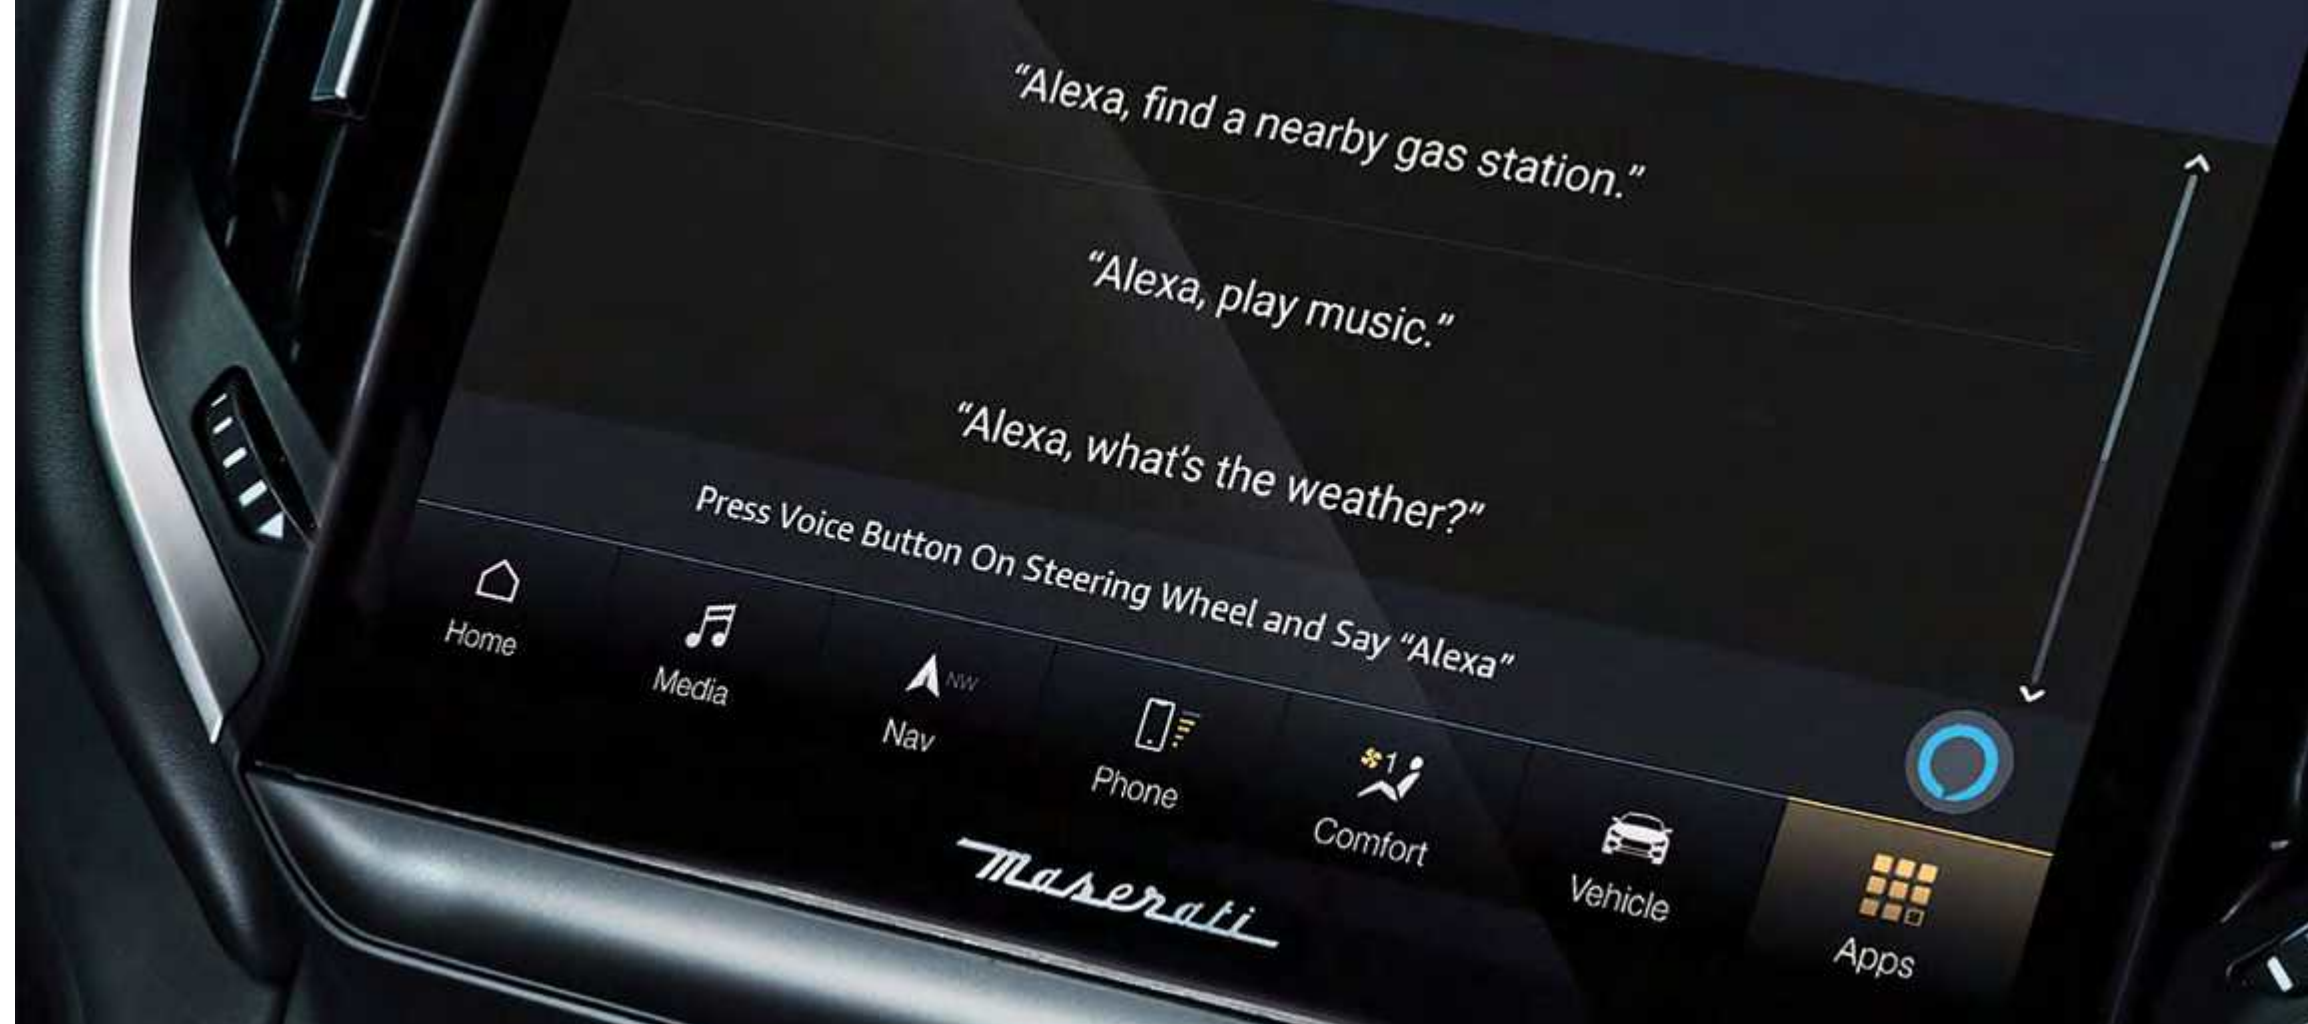 “Alexa, find a nearby gas station.”
“Alexa, play music.”
“Alexa, what’s the weather?”
Press Voice Button On Steering Wheel and Say “Alexa”
Home
Media
NW
Nav
Phone
1
Comfort
Vehicle
Apps
Maserati